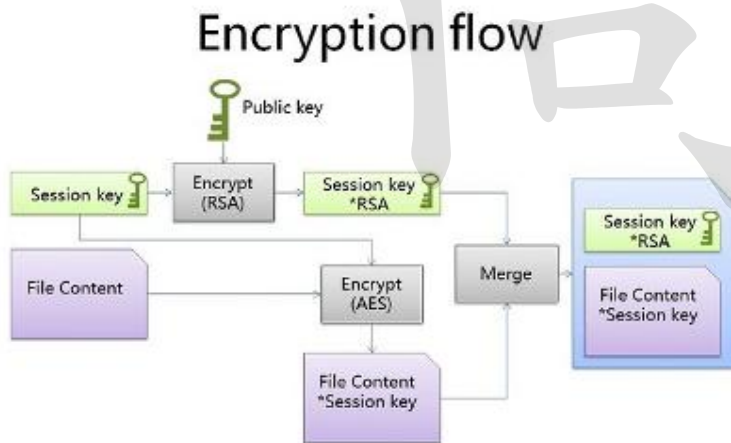 Encryption flow
Public key
Session key
Encrypt
(RSA)
Session key
*RSA
File Content
Encrypt
(AES)
File Content
*Session key
Merge
Session key
*RSA
File Content
*Session key